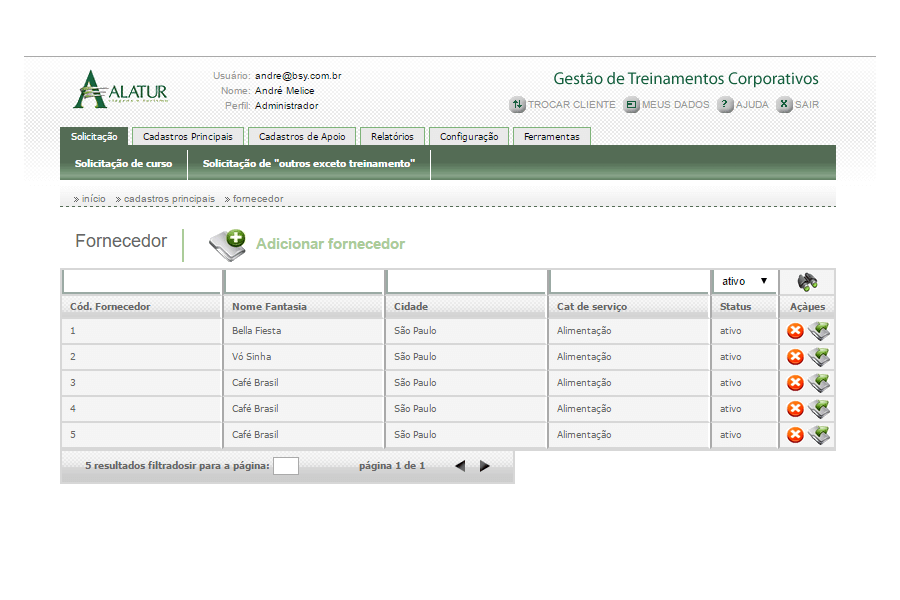 ALATUR
viagens e turismo
Usuário: andre@bsy.com.br
Nome: André Melice
Perfil: Administrador
Gestão de Treinamentos Corporativos
TROCAR CLIENTE MEUS DADOS ? AJUDA X SAIR
Solicitação Cadastros Principais Cadastros de Apoio Relatórios Configuração Ferramentas
Solicitação de curso Solicitação de "outros exceto treinamento"
» início » cadastros principais » fornecedor
Fornecedor Adicionar fornecedor
ativo ▼
Cód. Fornecedor Nome Fantasia Cidade Cat de serviço Status Açàµes
1 Bella Fiesta São Paulo Alimentação ativo
2 Vó Sinha São Paulo Alimentação ativo
3 Café Brasil São Paulo Alimentação ativo
4 Café Brasil São Paulo Alimentação ativo
5 Café Brasil São Paulo Alimentação ativo
5 resultados filtradosir para a página: página 1 de 1